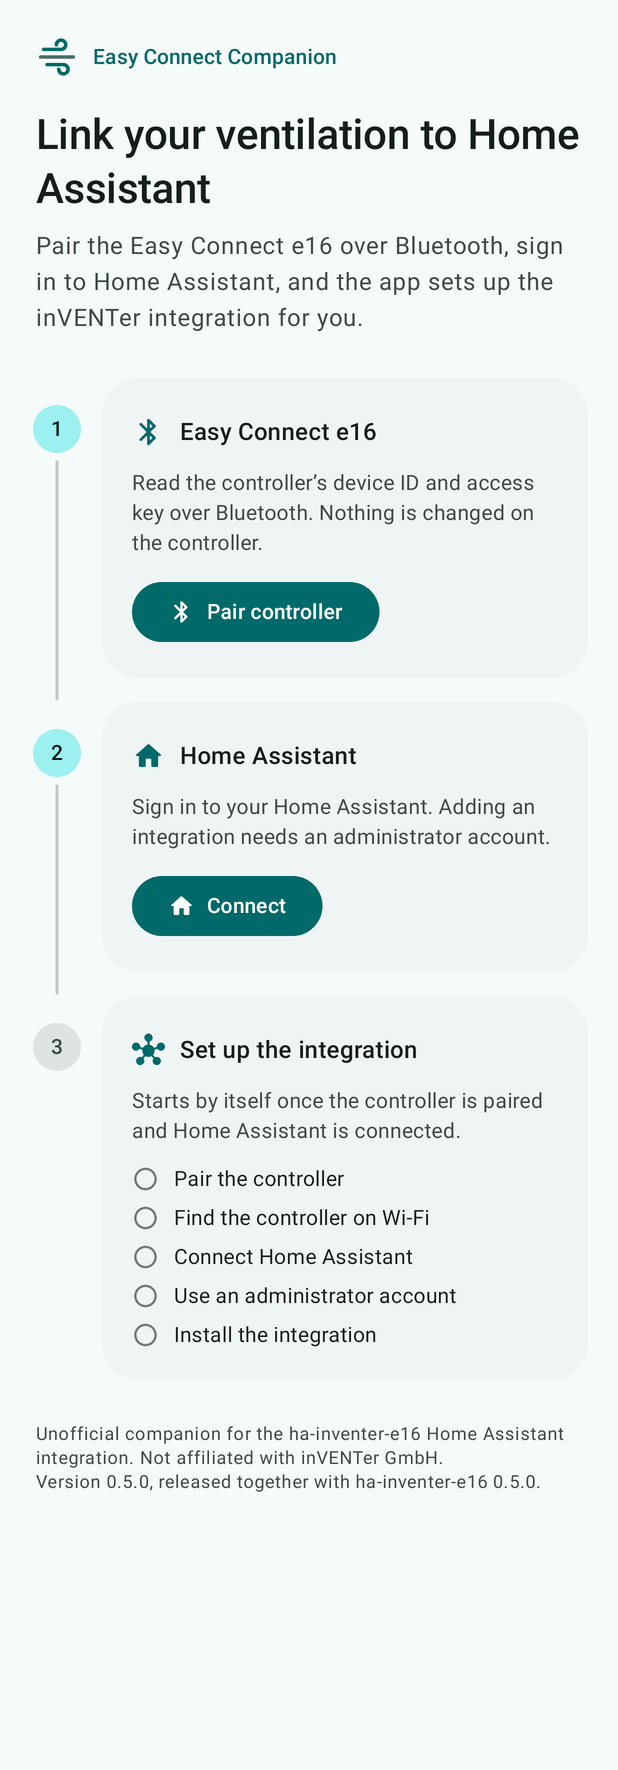 Easy Connect Companion
Link your ventilation to Home
Assistant
Pair the Easy Connect e16 over Bluetooth, sign
in to Home Assistant, and the app sets up the
inVENTer integration for you.
1
Easy Connect e16
Read the controller’s device ID and access
key over Bluetooth. Nothing is changed on
the controller.
Pair controller
2
Home Assistant
Sign in to your Home Assistant. Adding an
integration needs an administrator account.
Connect
3
Set up the integration
Starts by itself once the controller is paired
and Home Assistant is connected.
Pair the controller
Find the controller on Wi-Fi
Connect Home Assistant
Use an administrator account
Install the integration
Unofficial companion for the ha-inventer-e16 Home Assistant
integration. Not affiliated with inVENTer GmbH.
Version 0.5.0, released together with ha-inventer-e16 0.5.0.